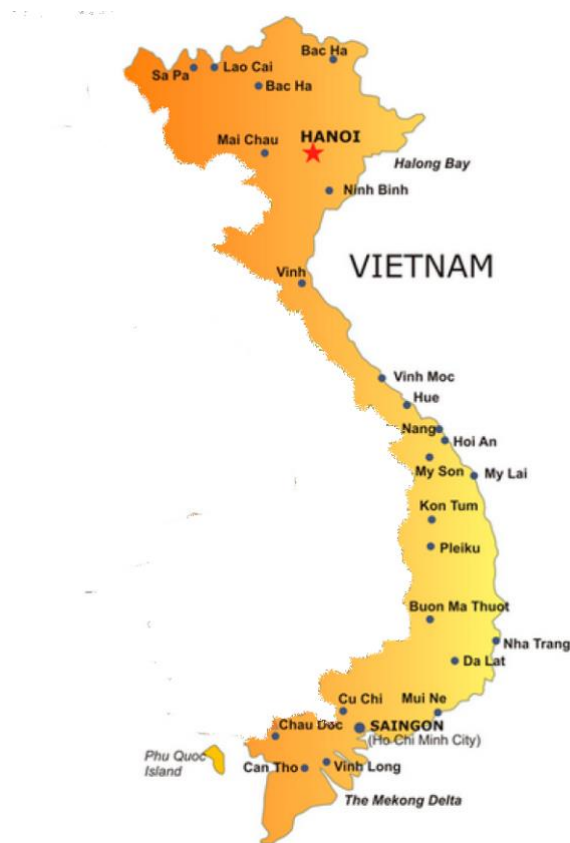 Bac Ha
Sa Pa
Lao Cai
Bac Ha
HANOI
Mai Chau
Halong Bay
Ninh Binh
VIETNAM
Vinh
Vinh Moc
Hue
Nang
Hoi An
My Son
My Lai
Kon Tum
Pleiku
Buon Ma Thuot
Nha Trang
Da Lat
Cu Chi
Mui Ne
Chau Doc
SAINGON
(Ho Chi Minh City)
Phu Quoc
Island
Can Tho
Vinh Long
The Mekong Delta